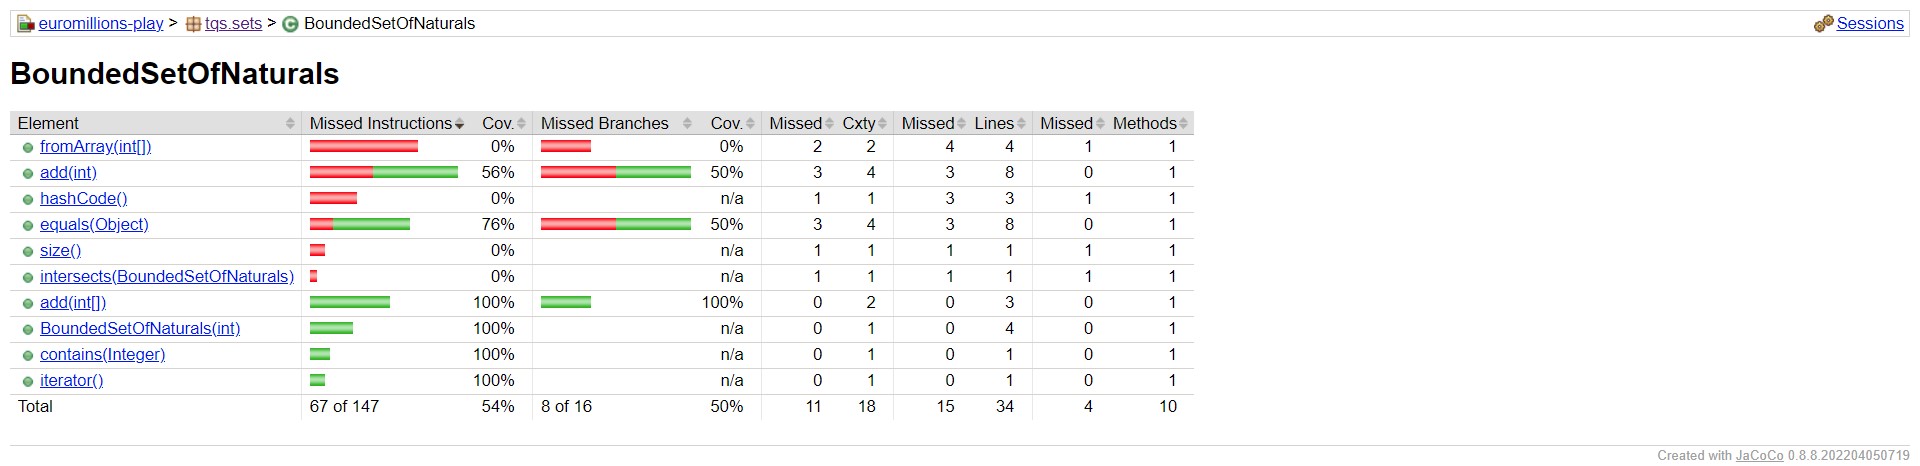 euromillions-play > tqs.sets > BoundedSetOfNaturals Sessions
BoundedSetOfNaturals
Element Missed Instructions Cov. Missed Branches Cov. Missed Cxty Missed Lines Missed Methods
fromArray(int[]) 0% 0% 2 2 4 4 1 1
add(int) 56% 50% 3 4 3 8 0 1
hashCode() 0% n/a 1 1 3 3 1 1
equals(Object) 76% 50% 3 4 3 8 0 1
size() 0% n/a 1 1 1 1 1 1
intersects(BoundedSetOfNaturals) 0% n/a 1 1 1 1 1 1
add(int[]) 100% 100% 0 2 0 3 0 1
BoundedSetOfNaturals(int) 100% n/a 0 1 0 4 0 1
contains(Integer) 100% n/a 0 1 0 1 0 1
iterator() 100% n/a 0 1 0 1 0 1
Total 67 of 147 54% 8 of 16 50% 11 18 15 34 4 10
Created with JaCoCo 0.8.8.202204050719